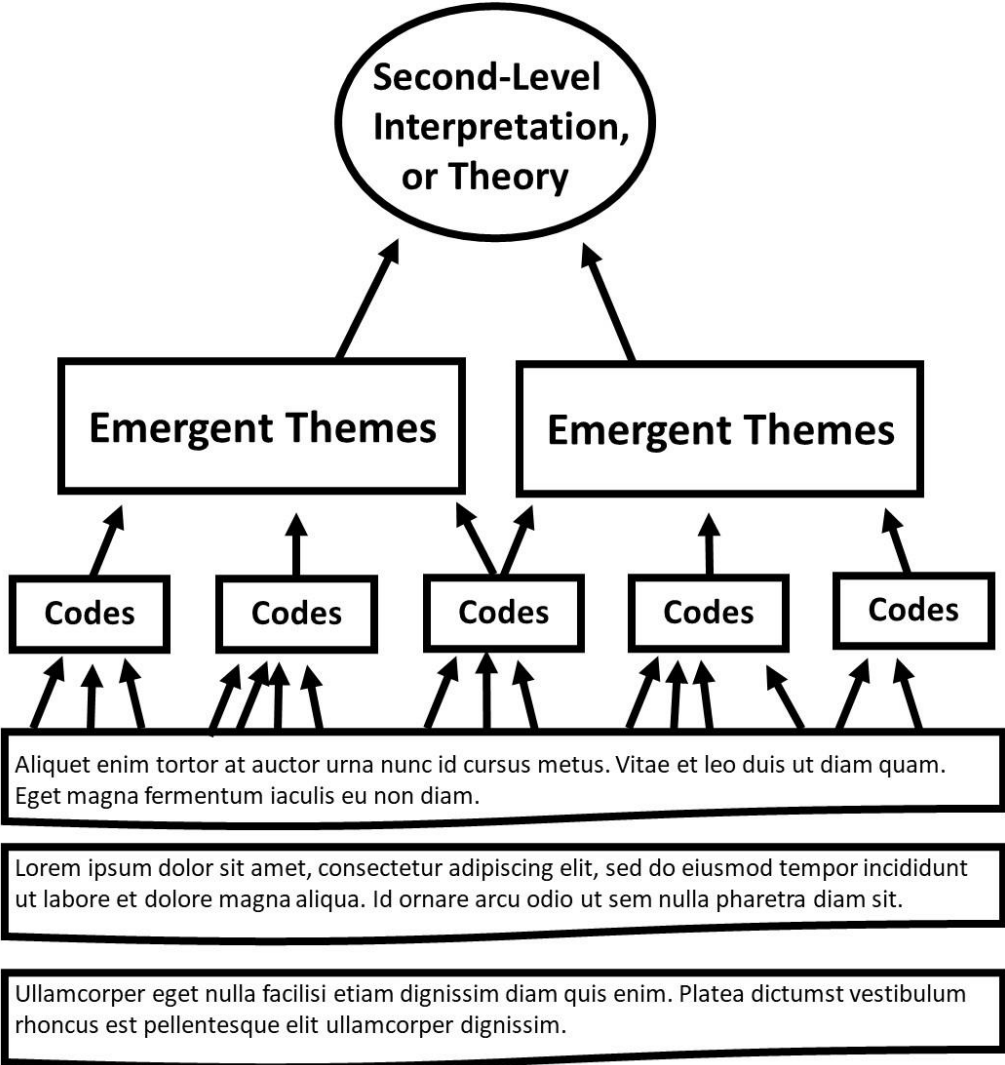 Second-Level
Interpretation,
or Theory
Emergent Themes
Emergent Themes
Codes
Codes
Codes
Codes
Codes
Aliquet enim tortor at auctor urna nunc id cursus metus. Vitae et leo duis ut diam quam.
Eget magna fermentum iaculis eu non diam.
Lorem ipsum dolor sit amet, consectetur adipiscing elit, sed do eiusmod tempor incididunt
ut labore et dolore magna aliqua. Id ornare arcu odio ut sem nulla pharetra diam sit.
Ullamcorper eget nulla facilisi etiam dignissim diam quis enim. Platea dictumst vestibulum
rhoncus est pellentesque elit ullamcorper dignissim.